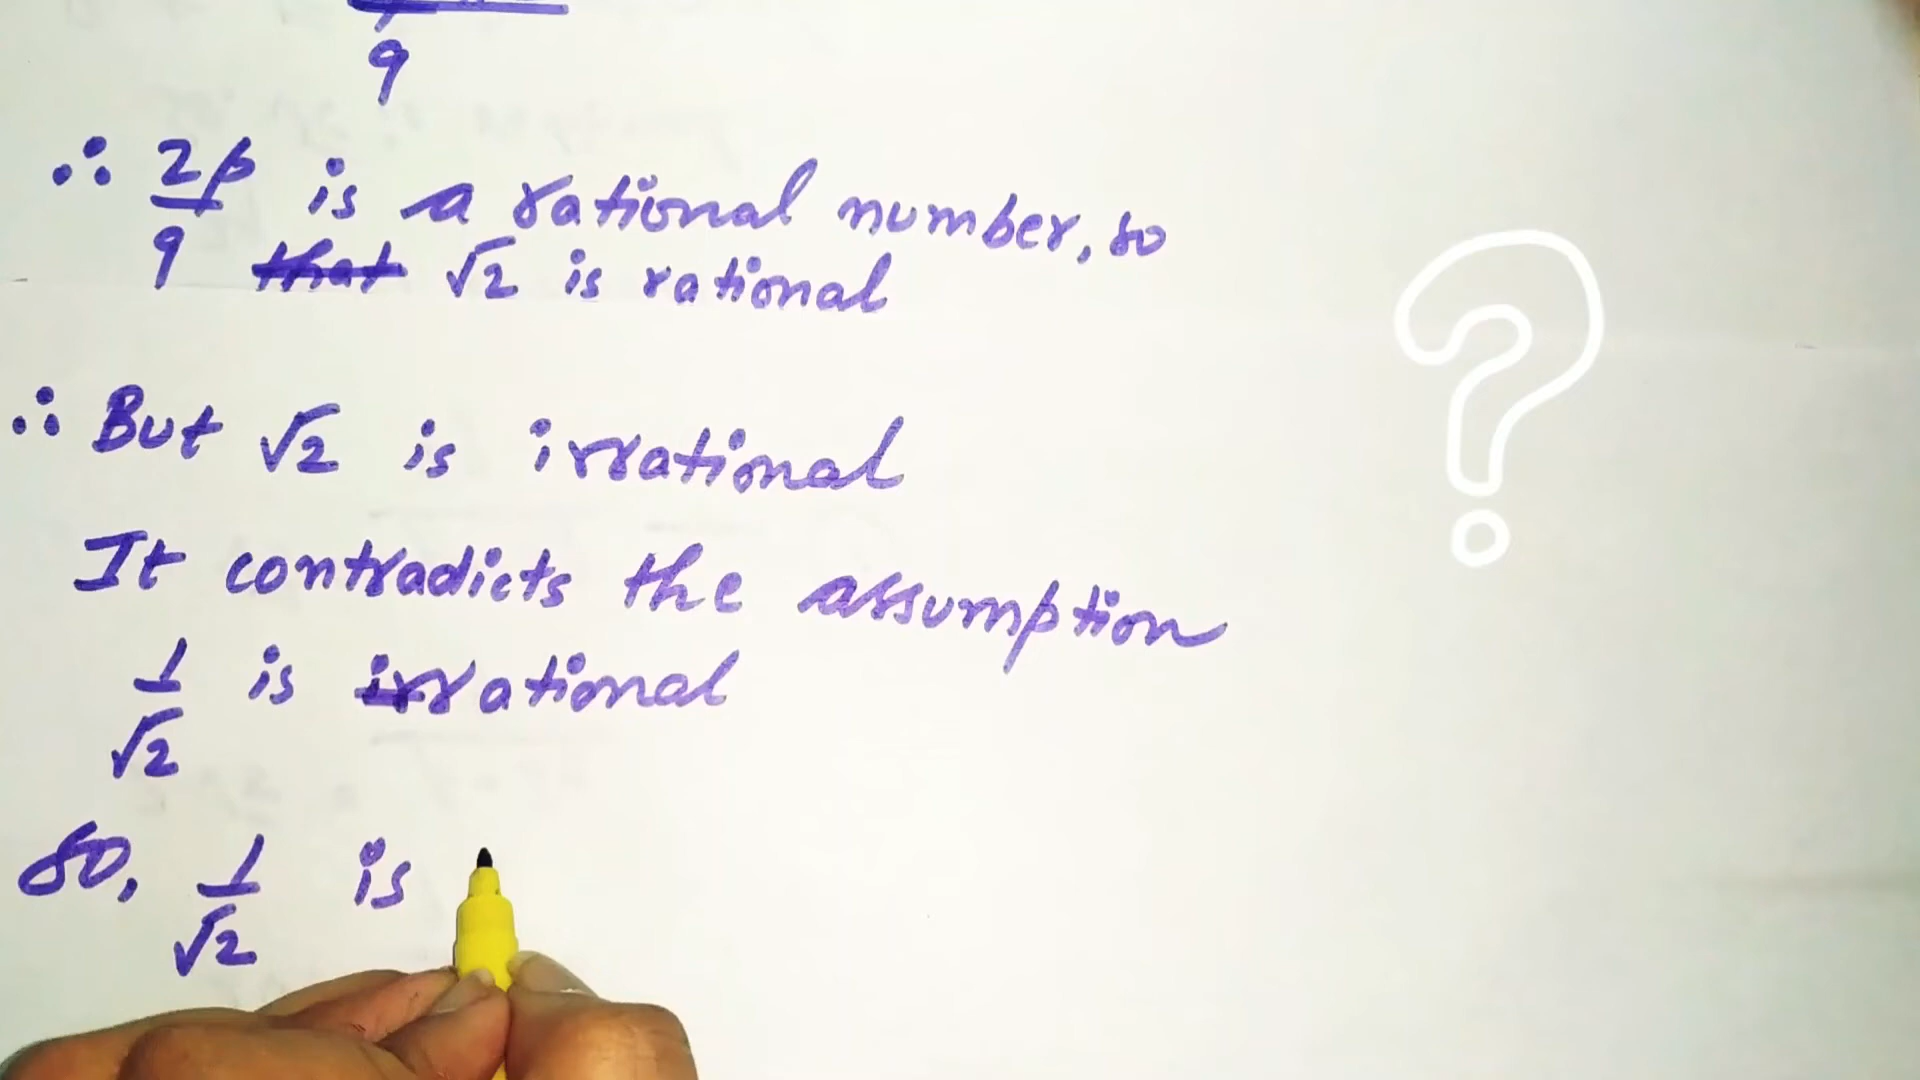 9
∴ 2p/9 is a rational number, so
that √2 is rational
∴ But √2 is irrational
It contradicts the assumption
1/√2 is irrational
So, 1/√2 is
?